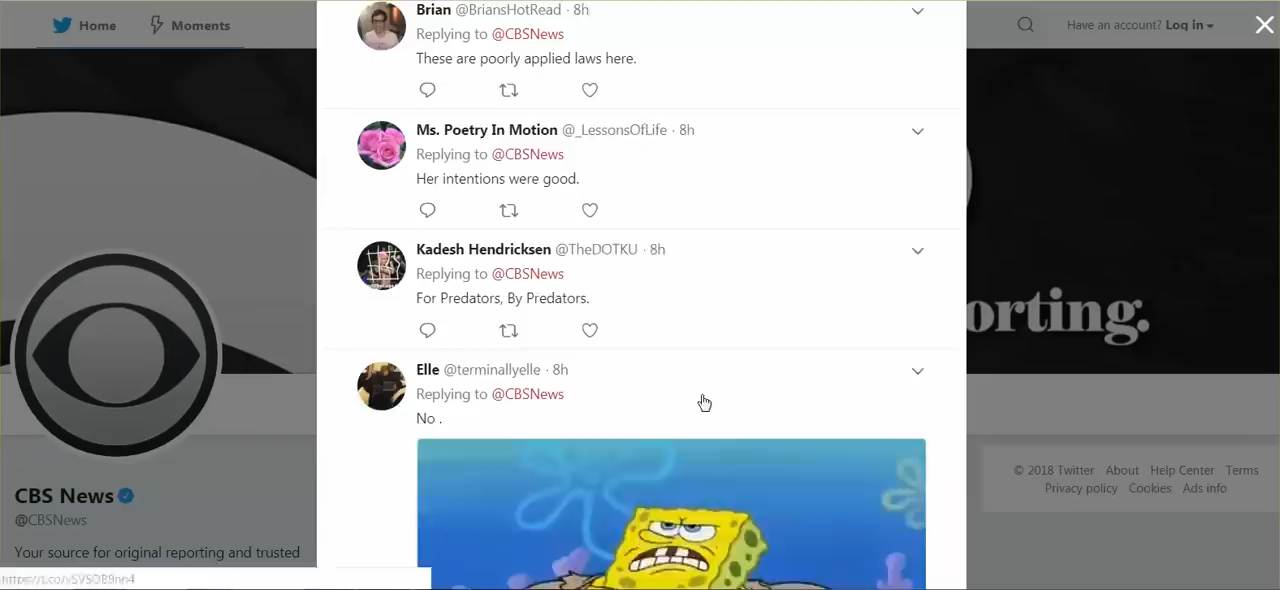 Home
Moments
Have an account? Log in
Brian @BriansHotRead · 8h
Replying to @CBSNews
These are poorly applied laws here.
Ms. Poetry In Motion @_LessonsOfLife · 8h
Replying to @CBSNews
Her intentions were good.
Kadesh Hendricksen @TheDOTKU · 8h
Replying to @CBSNews
For Predators, By Predators.
Elle @terminallyelle · 8h
Replying to @CBSNews
No .
orting.
CBS News
@CBSNews
Your source for original reporting and trusted
© 2018 Twitter About Help Center Terms
Privacy policy Cookies Ads info